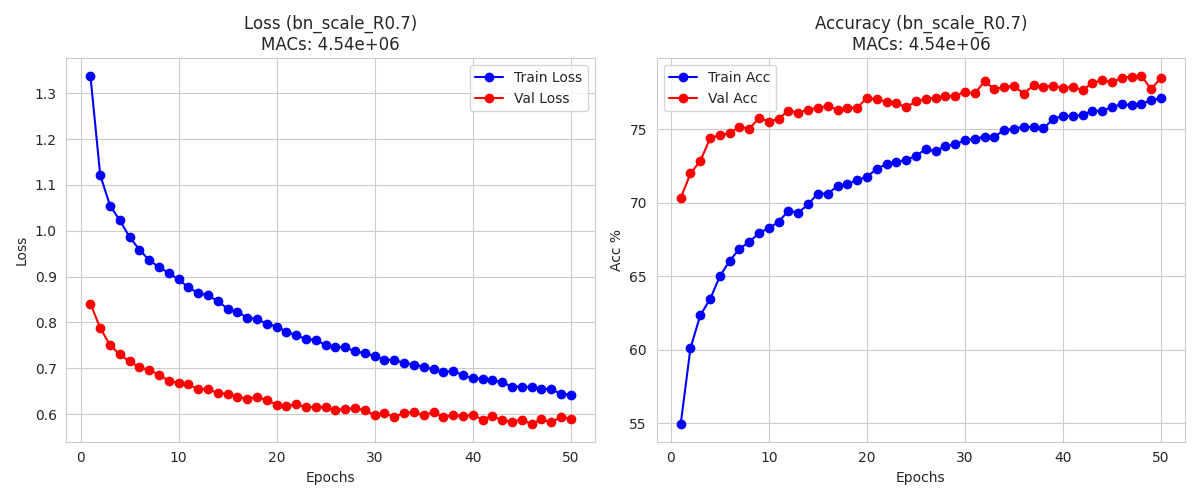 Loss (bn_scale_R0.7)
MACs: 4.54e+06
Train Loss
Val Loss
1.3
1.2
1.1
1.0
0.9
0.8
0.7
0.6
Loss
0
10
20
30
40
50
Epochs
Accuracy (bn_scale_R0.7)
MACs: 4.54e+06
Train Acc
Val Acc
75
70
65
60
55
Acc %
0
10
20
30
40
50
Epochs